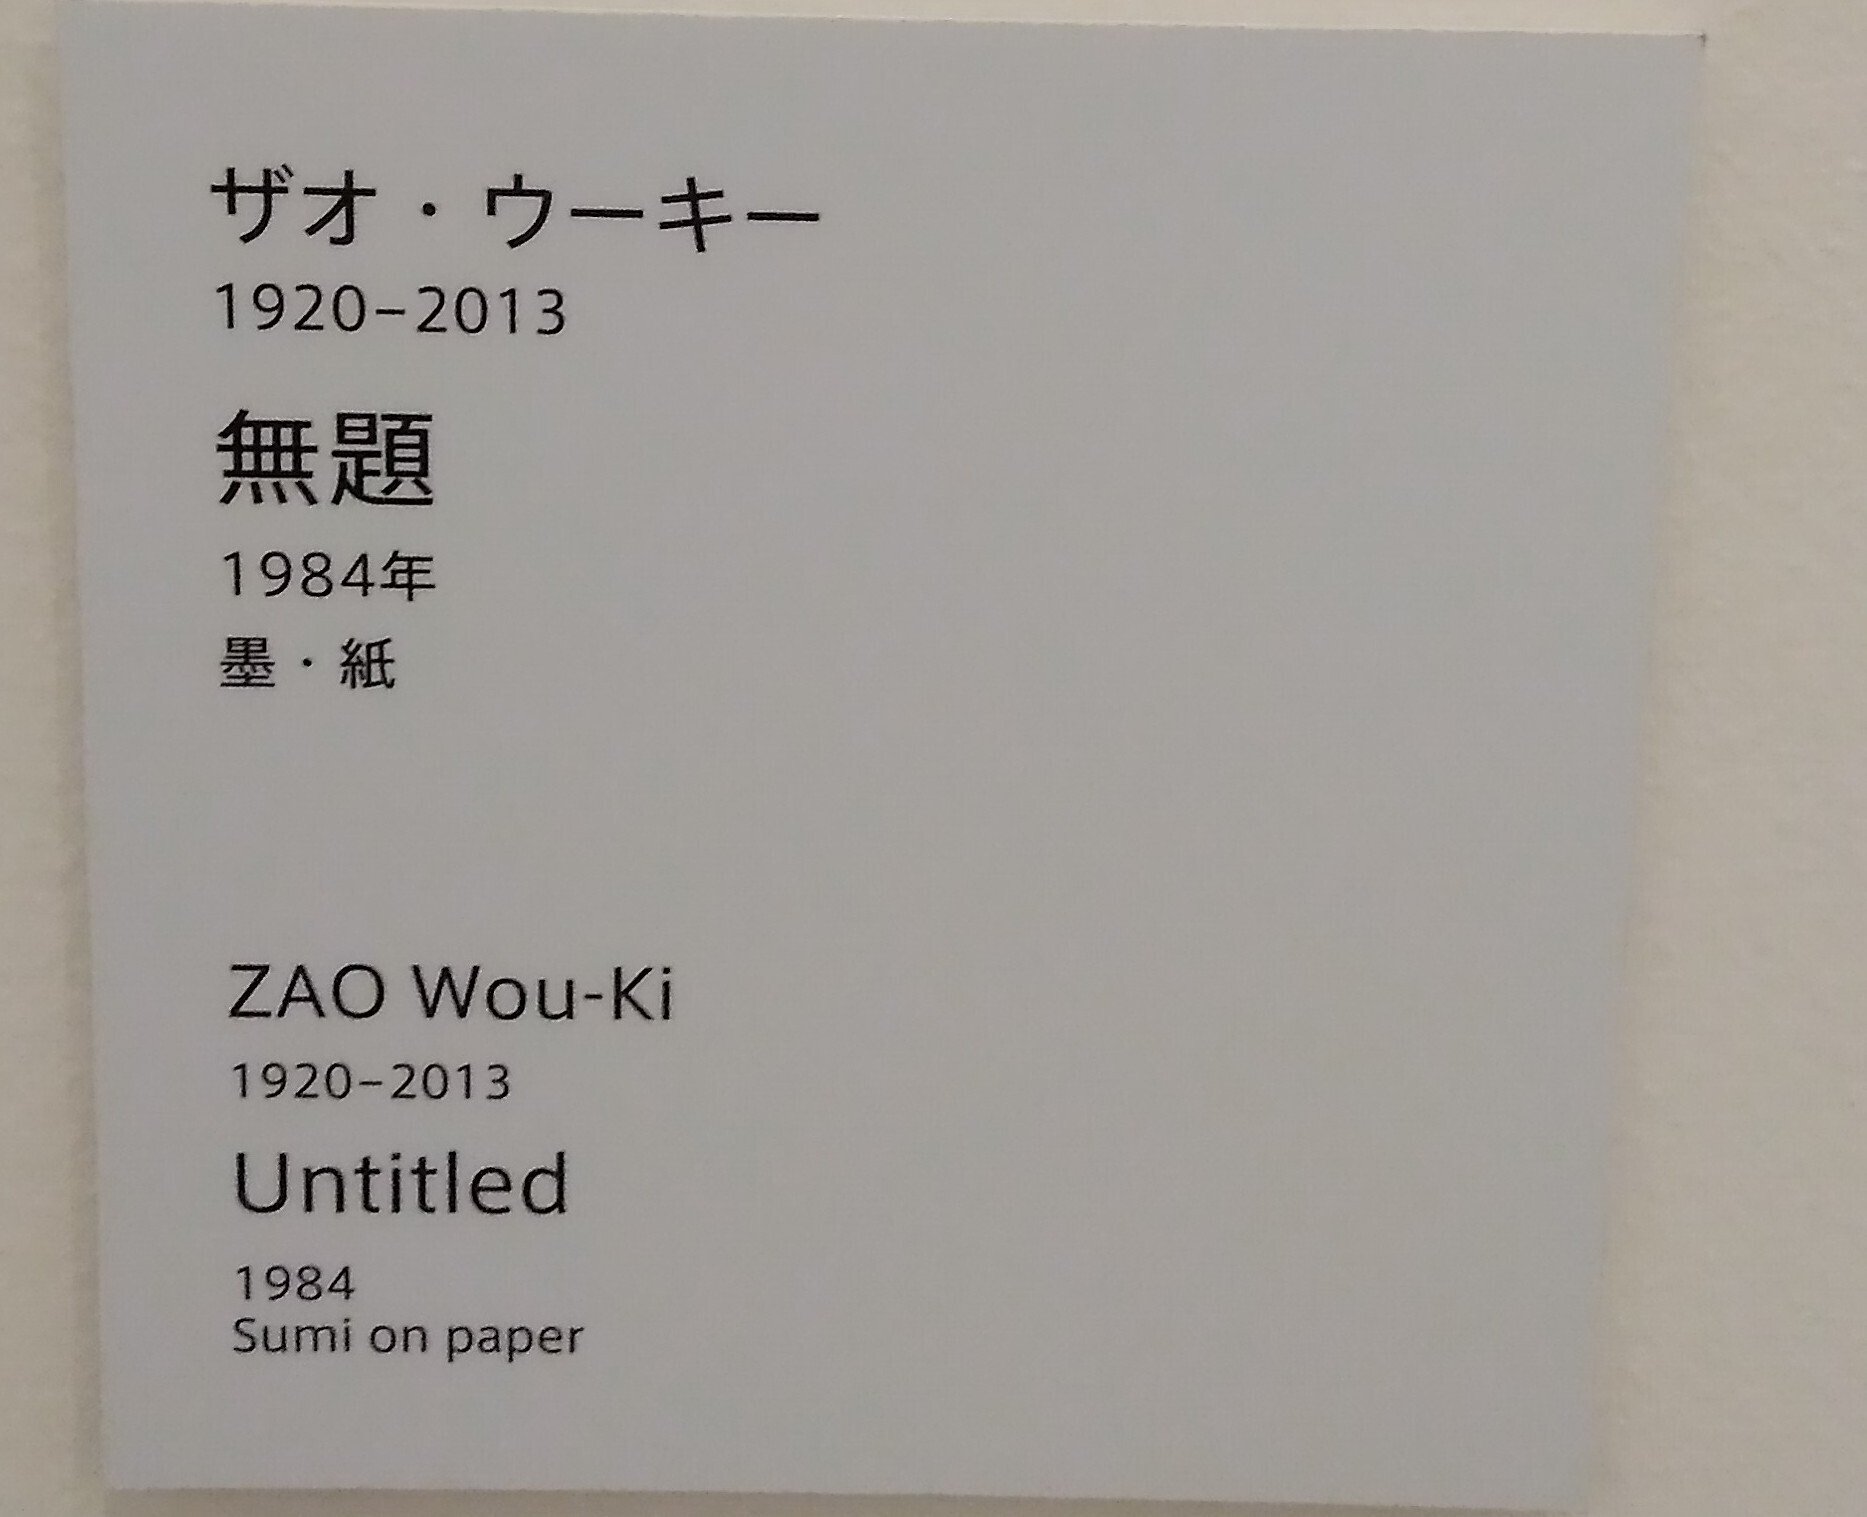 ザオ・ウーキー
1920–2013
無題
1984年
墨・紙
ZAO Wou-Ki
1920–2013
Untitled
1984
Sumi on paper